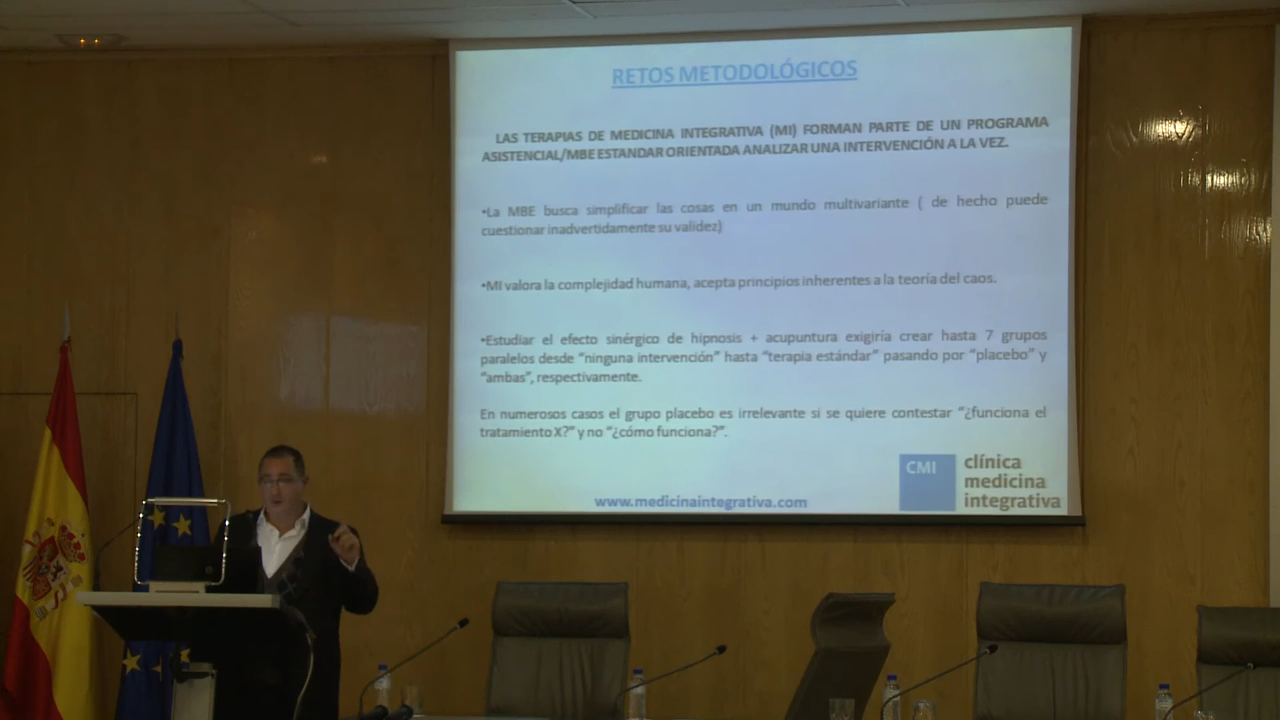 RETOS METODOLÓGICOS
LAS TERAPIAS DE MEDICINA INTEGRATIVA (MI) FORMAN PARTE DE UN PROGRAMA
ASISTENCIAL/MBE ESTANDAR ORIENTADA ANALIZAR UNA INTERVENCIÓN A LA VEZ.
•La MBE busca simplificar las cosas en un mundo multivariante ( de hecho puede
cuestionar inadvertidamente su validez)
•MI valora la complejidad humana, acepta principios inherentes a la teoría del caos.
•Estudiar el efecto sinérgico de hipnosis + acupuntura exigiría crear hasta 7 grupos
paralelos desde “ninguna intervención” hasta “terapia estándar” pasando por “placebo” y
“ambas”, respectivamente.
En numerosos casos el grupo placebo es irrelevante si se quiere contestar “¿funciona el
tratamiento X?” y no “¿cómo funciona?”.
www.medicinaintegrativa.com
CMI
clínica
medicina
integrativa